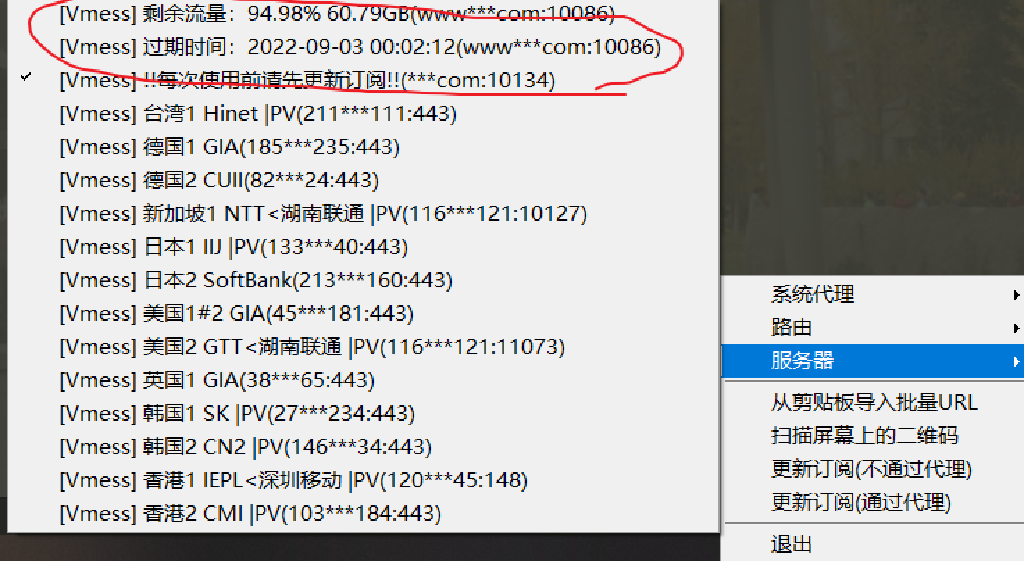 [Vmess] 剩余流量：94.98% 60.79GB(www***com:10086)
[Vmess] 过期时间：2022-09-03 00:02:12(www***com:10086)
[Vmess] !!每次使用前请先更新订阅!!(***com:10134)
[Vmess] 台湾1 Hinet |PV(211***111:443)
[Vmess] 德国1 GIA(185***235:443)
[Vmess] 德国2 CUII(82***24:443)
[Vmess] 新加坡1 NTT<湖南联通 |PV(116***121:10127)
[Vmess] 日本1 IIJ |PV(133***40:443)
[Vmess] 日本2 SoftBank(213***160:443)
[Vmess] 美国1#2 GIA(45***181:443)
[Vmess] 美国2 GTT<湖南联通 |PV(116***121:11073)
[Vmess] 英国1 GIA(38***65:443)
[Vmess] 韩国1 SK |PV(27***234:443)
[Vmess] 韩国2 CN2 |PV(146***34:443)
[Vmess] 香港1 IEPL<深圳移动 |PV(120***45:148)
[Vmess] 香港2 CMI |PV(103***184:443)
系统代理
路由
服务器
从剪贴板导入批量URL
扫描屏幕上的二维码
更新订阅(不通过代理)
更新订阅(通过代理)
退出